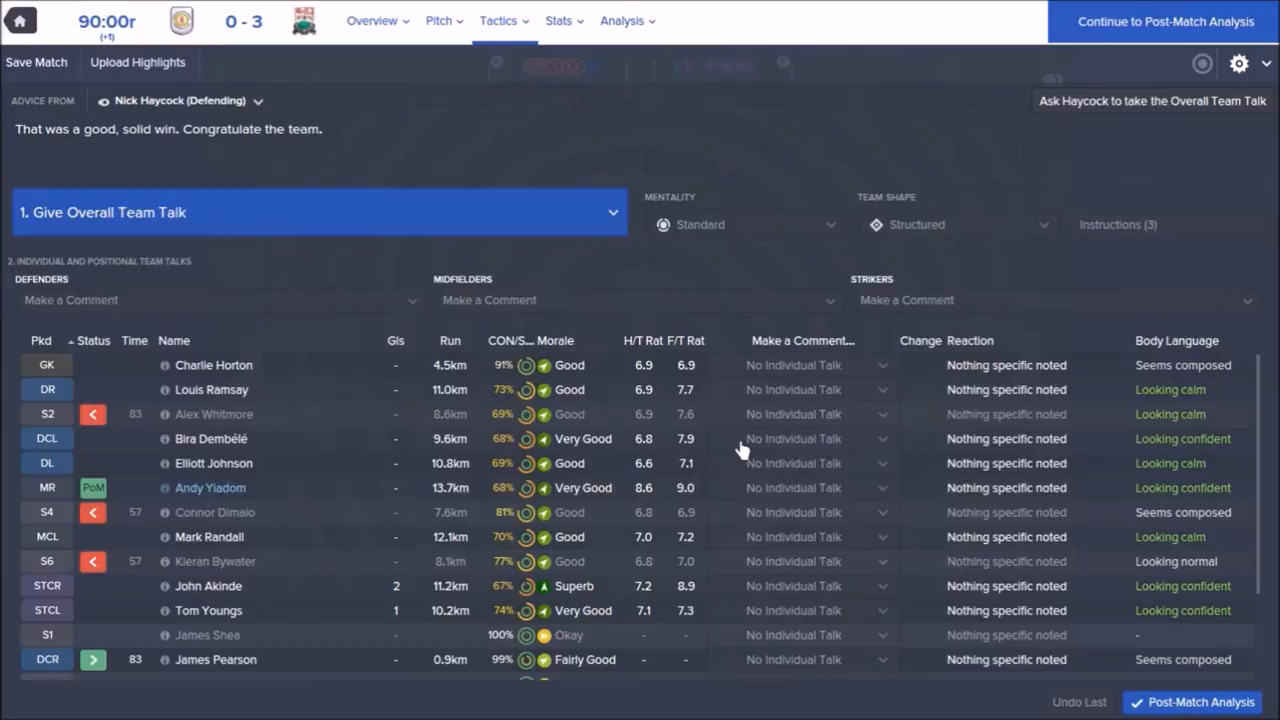 90:00r
(+1)
0 - 3
Overview
Pitch
Tactics
Stats
Analysis
Continue to Post-Match Analysis
Save Match
Upload Highlights
ADVICE FROM
Nick Haycock (Defending)
Ask Haycock to take the Overall Team Talk
That was a good, solid win. Congratulate the team.
1. Give Overall Team Talk
MENTALITY
Standard
TEAM SHAPE
Structured
Instructions (3)
2. INDIVIDUAL AND POSITIONAL TEAM TALKS
DEFENDERS MIDFIELDERS STRIKERS
Make a Comment Make a Comment Make a Comment
Pkd Status Time Name Gls Run CON/S... Morale H/T Rat F/T Rat Make a Comment... Change Reaction Body Language
GK Charlie Horton - 4.5km 91% Good 6.9 6.9 No Individual Talk Nothing specific noted Seems composed
DR Louis Ramsay - 11.0km 73% Good 6.9 7.7 No Individual Talk Nothing specific noted Looking calm
S2 83 Alex Whitmore - 8.6km 69% Good 6.9 7.6 No Individual Talk Nothing specific noted Looking calm
DCL Bira Dembélé - 9.6km 68% Very Good 6.8 7.9 No Individual Talk Nothing specific noted Looking confident
DL Elliott Johnson - 10.8km 69% Good 6.6 7.1 No Individual Talk Nothing specific noted Looking calm
MR PoM Andy Yiadom - 13.7km 68% Very Good 8.6 9.0 No Individual Talk Nothing specific noted Looking confident
S4 57 Connor Dimaio - 7.6km 81% Good 6.8 6.9 No Individual Talk Nothing specific noted Seems composed
MCL Mark Randall - 12.1km 70% Good 7.0 7.2 No Individual Talk Nothing specific noted Looking calm
S6 57 Kieran Bywater - 8.1km 77% Good 6.8 7.0 No Individual Talk Nothing specific noted Looking normal
STCR John Akinde 2 11.2km 67% Superb 7.2 8.9 No Individual Talk Nothing specific noted Looking confident
STCL Tom Youngs 1 10.2km 74% Very Good 7.1 7.3 No Individual Talk Nothing specific noted Looking confident
S1 James Shea - 100% Okay - - No Individual Talk Nothing specific noted -
DCR 83 James Pearson - 0.9km 99% Fairly Good - - No Individual Talk Nothing specific noted Seems composed
Undo Last
Post-Match Analysis